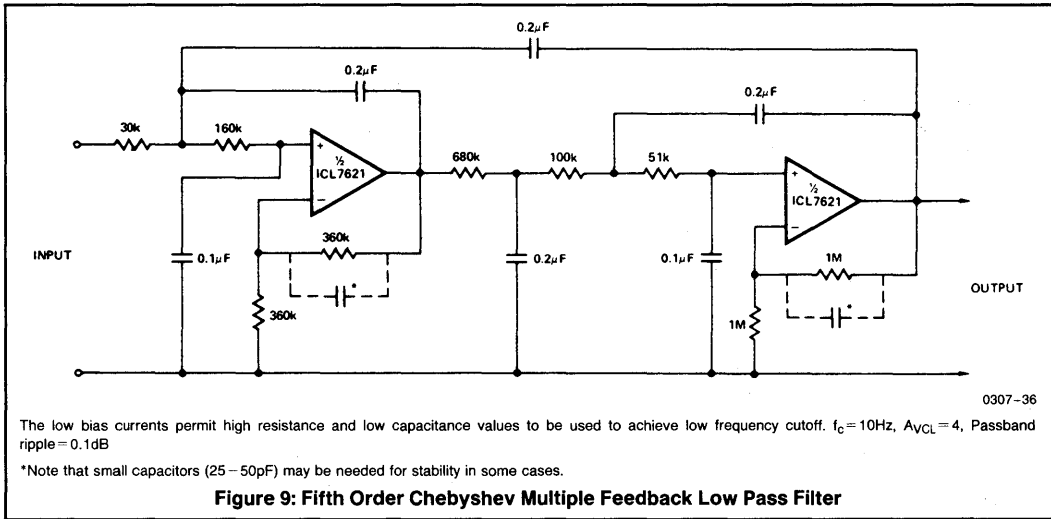 0.2μF
0.2μF
0.2μF
30k
160k
+
½
ICL7621
−
680k
100k
51k
+
½
ICL7621
−
INPUT
0.1μF
360k
*
360k
0.2μF
0.1μF
1M
*
1M
OUTPUT
0307–36
The low bias currents permit high resistance and low capacitance values to be used to achieve low frequency cutoff. fc = 10Hz, AVCL = 4, Passband
ripple = 0.1dB
*Note that small capacitors (25 – 50pF) may be needed for stability in some cases.
Figure 9: Fifth Order Chebyshev Multiple Feedback Low Pass Filter